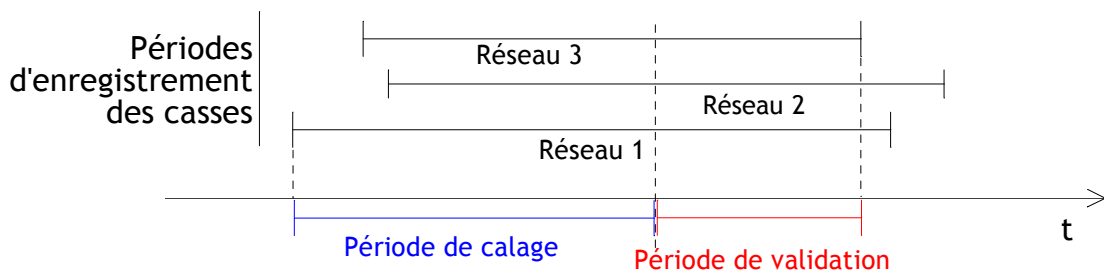 Périodes
d'enregistrement
des casses
Réseau 3
Réseau 2
Réseau 1
t
Période de calage
Période de validation